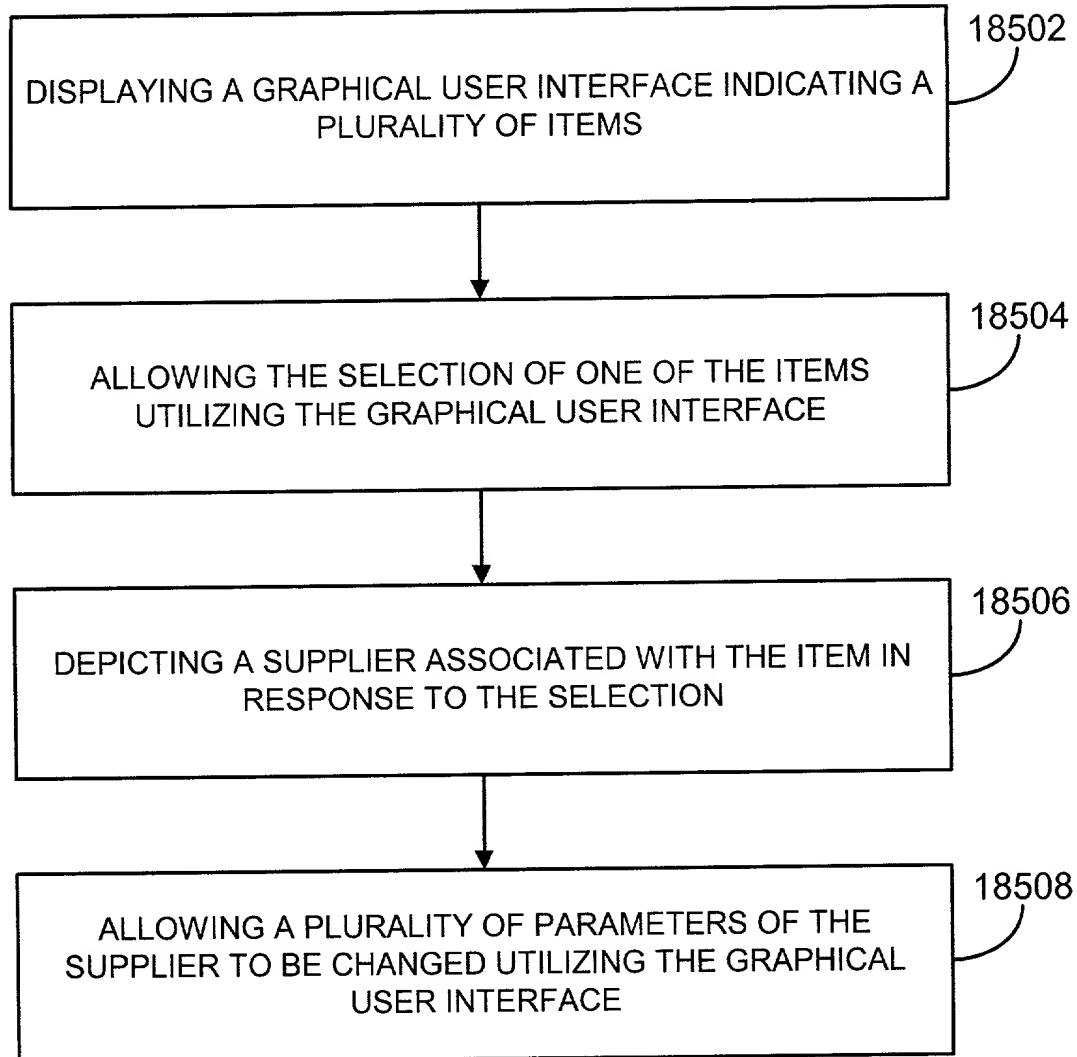 18502
DISPLAYING A GRAPHICAL USER INTERFACE INDICATING A
PLURALITY OF ITEMS
18504
ALLOWING THE SELECTION OF ONE OF THE ITEMS
UTILIZING THE GRAPHICAL USER INTERFACE
18506
DEPICTING A SUPPLIER ASSOCIATED WITH THE ITEM IN
RESPONSE TO THE SELECTION
18508
ALLOWING A PLURALITY OF PARAMETERS OF THE
SUPPLIER TO BE CHANGED UTILIZING THE GRAPHICAL
USER INTERFACE